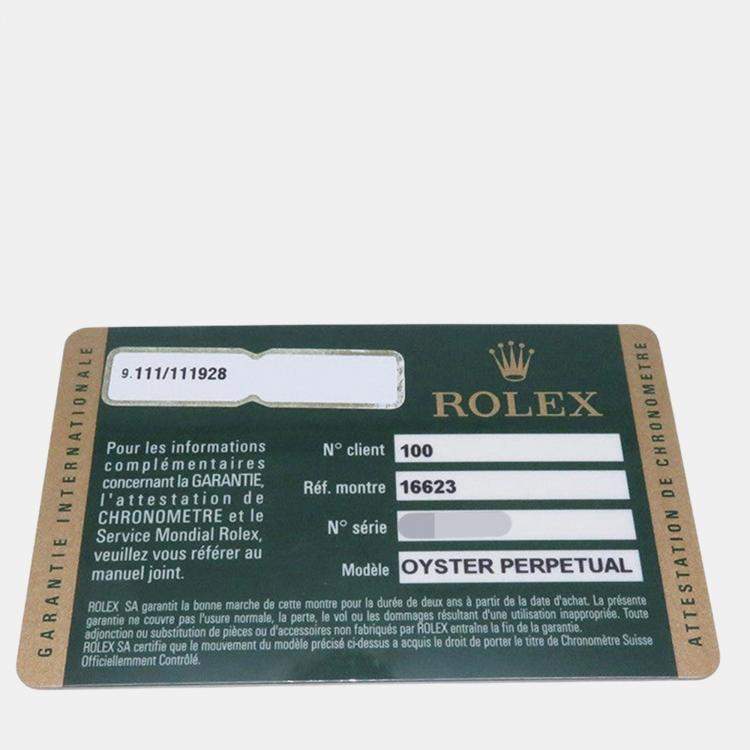 GARANTIE INTERNATIONALE
9.111/111928
ROLEX
Pour les informations
complémentaires
concernant la GARANTIE,
l'attestation de
CHRONOMETRE et le
Service Mondial Rolex,
veuillez vous référer au
manuel joint.
N° client 100
Réf. montre 16623
N° série
Modèle OYSTER PERPETUAL
ROLEX SA garantit la bonne marche de cette montre pour la durée de deux ans à partir de la date d'achat. La présente
garantie ne couvre pas l'usure normale, la perte, le vol ou les dommages résultant d'une utilisation inappropriée. Toute
adjonction ou substitution de pièces ou d'accessoires non fabriqués par ROLEX entraîne la fin de la garantie.
ROLEX SA certifie que le mouvement du modèle précisé ci-dessus a acquis le droit de porter le titre de Chronomètre Suisse
Officiellement Contrôlé.
ATTESTATION DE CHRONOMETRE